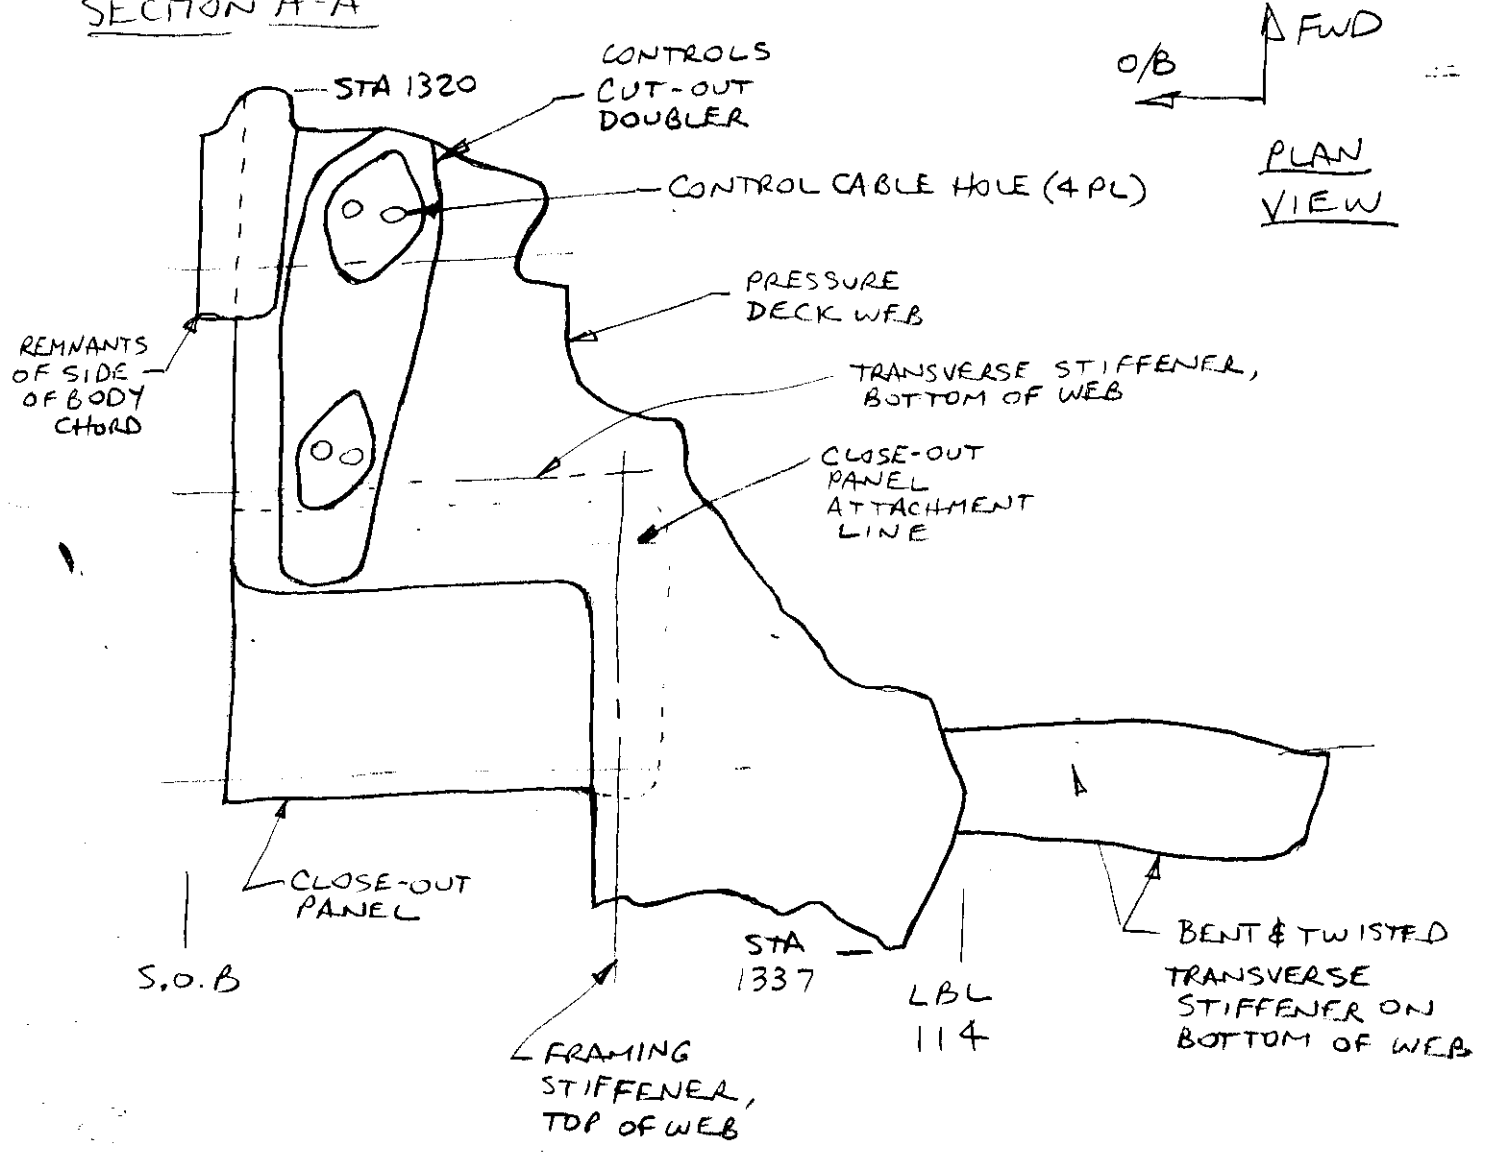 SECTION A-A
FWD
O/B
PLAN
VIEW
STA 1320
CONTROLS
CUT-OUT
DOUBLER
CONTROL CABLE HOLE (4 PL)
PRESSURE
DECK WEB
REMNANTS
OF SIDE
OF BODY
CHORD
TRANSVERSE STIFFENER,
BOTTOM OF WEB
CLOSE-OUT
PANEL
ATTACHMENT
LINE
CLOSE-OUT
PANEL
S.O.B
STA
1337
LBL
114
BENT & TWISTED
TRANSVERSE
STIFFENER ON
BOTTOM OF WEB
FRAMING
STIFFENER,
TOP OF WEB